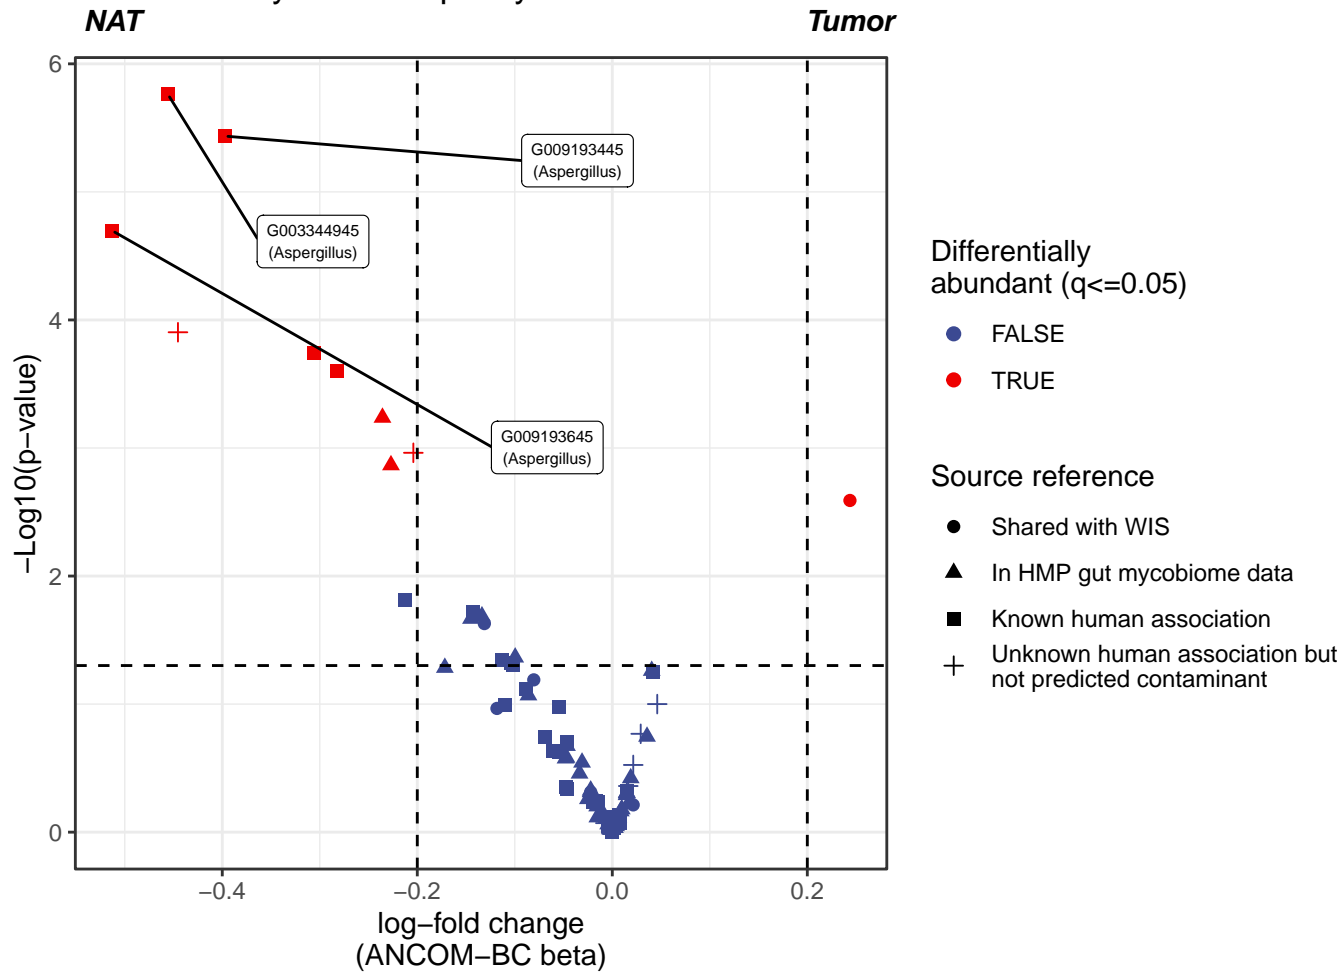 NAT
Tumor
6
4
2
0
−Log10(p−value)
G009193445
(Aspergillus)
G003344945
(Aspergillus)
G009193645
(Aspergillus)
−0.4
−0.2
0.0
0.2
log−fold change
(ANCOM−BC beta)
Differentially
abundant (q<=0.05)
FALSE
TRUE
Source reference
Shared with WIS
In HMP gut mycobiome data
Known human association
Unknown human association but
not predicted contaminant